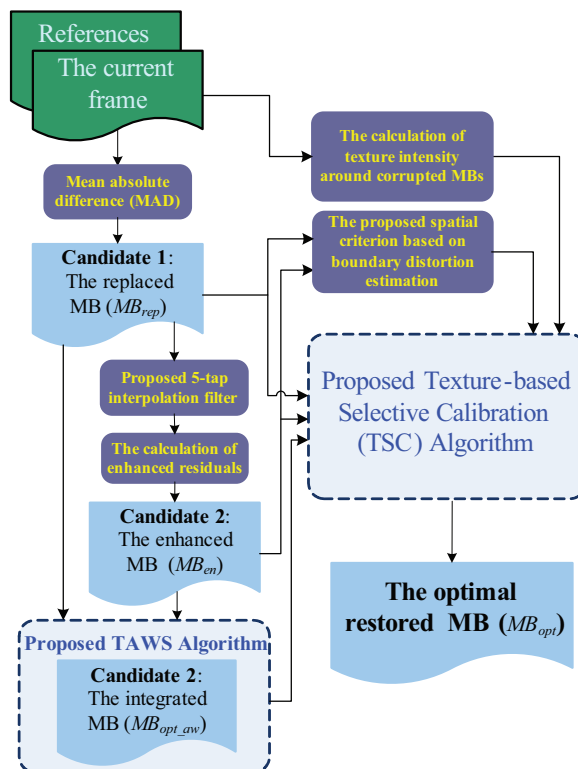 References
The current
frame
The calculation of
texture intensity
around corrupted MBs
Mean absolute
difference (MAD)
The proposed spatial
criterion based on
boundary distortion
estimation
Candidate 1:
The replaced
MB (MBrep)
Proposed 5-tap
interpolation filter
Proposed Texture-based
Selective Calibration
(TSC) Algorithm
The calculation of
enhanced residuals
Candidate 2:
The enhanced
MB (MBen)
The optimal
restored MB (MBopt)
Proposed TAWS Algorithm
Candidate 2:
The integrated
MB (MBopt_aw)